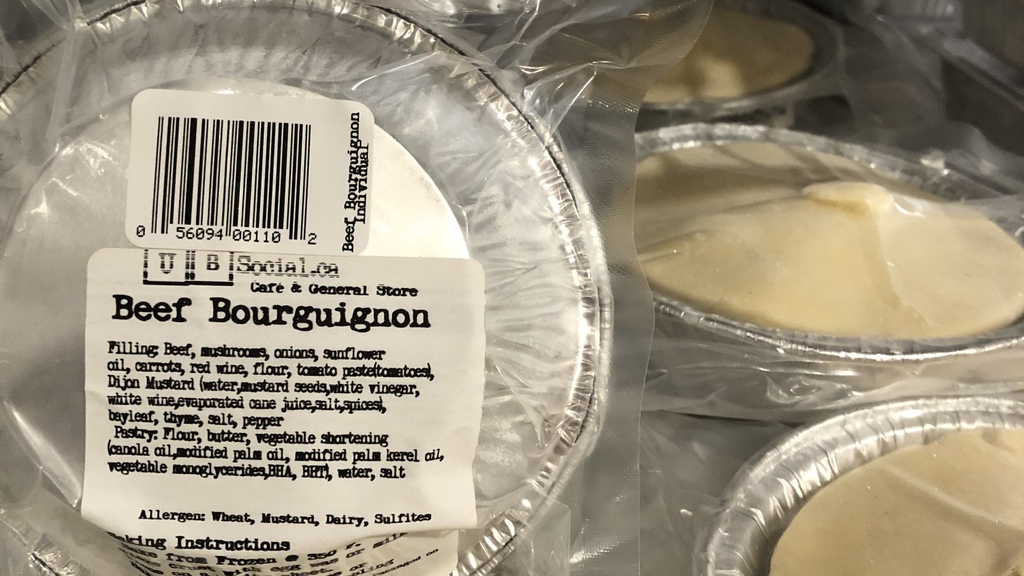 0 56094 00110 2
Beef Bourguignon
Individual
U B Social.ca
Café & General Store
Beef Bourguignon
Filling: Beef, mushrooms, onions, sunflower
oil, carrots, red wine, flour, tomato paste(tomatoes),
Dijon Mustard (water,mustard seeds,white vinegar,
white wine,evaporated cane juice,salt,spices),
bayleaf, thyme, salt, pepper
Pastry: Flour, butter, vegetable shortening
(canola oil,modified palm oil, modified palm kerel oil,
vegetable monoglycerides,BHA, BHT), water, salt
Allergen: Wheat, Mustard, Dairy, Sulfites
Baking Instructions
from Frozen @ 350 F.